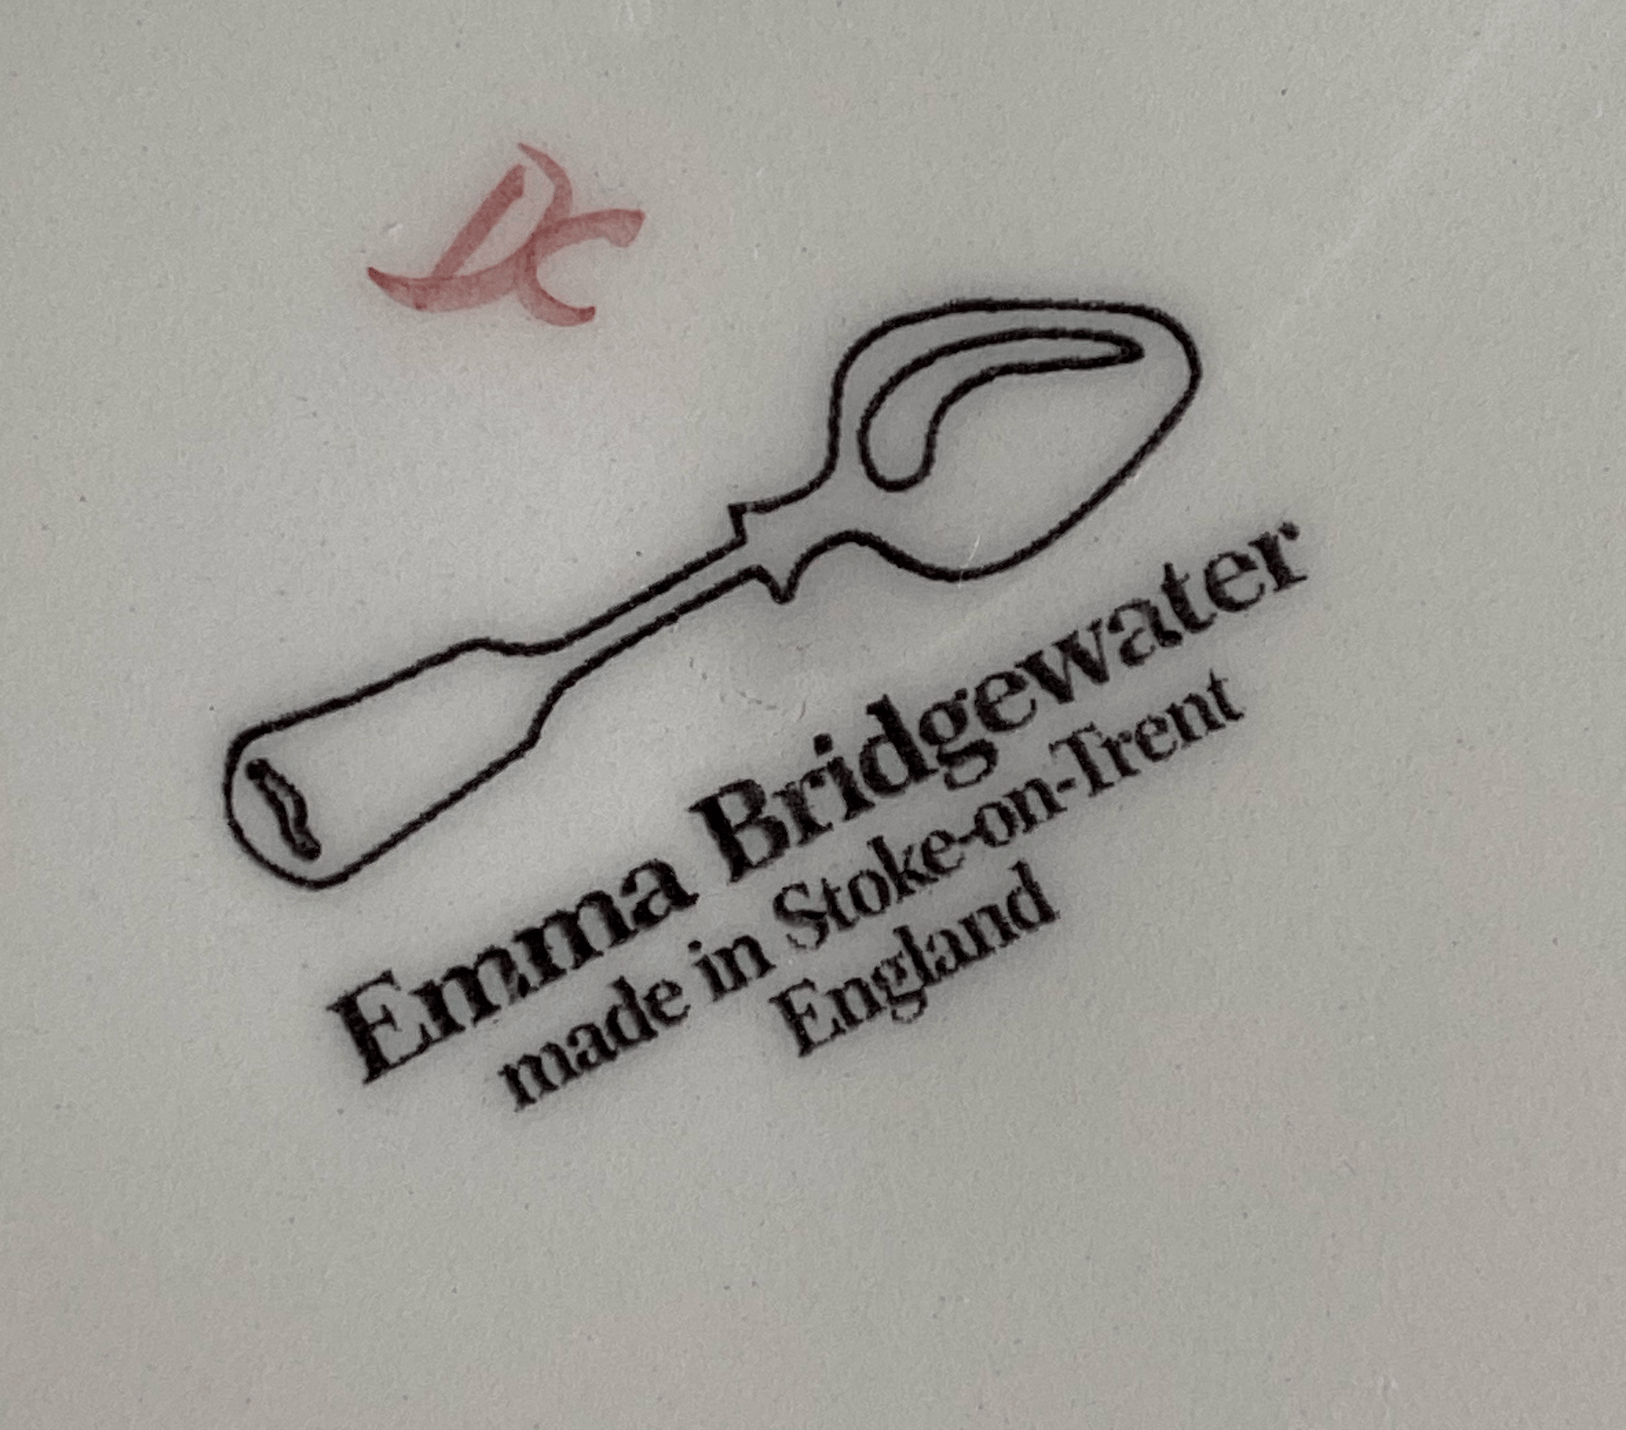 DC
Emma Bridgewater
made in Stoke-on-Trent
England